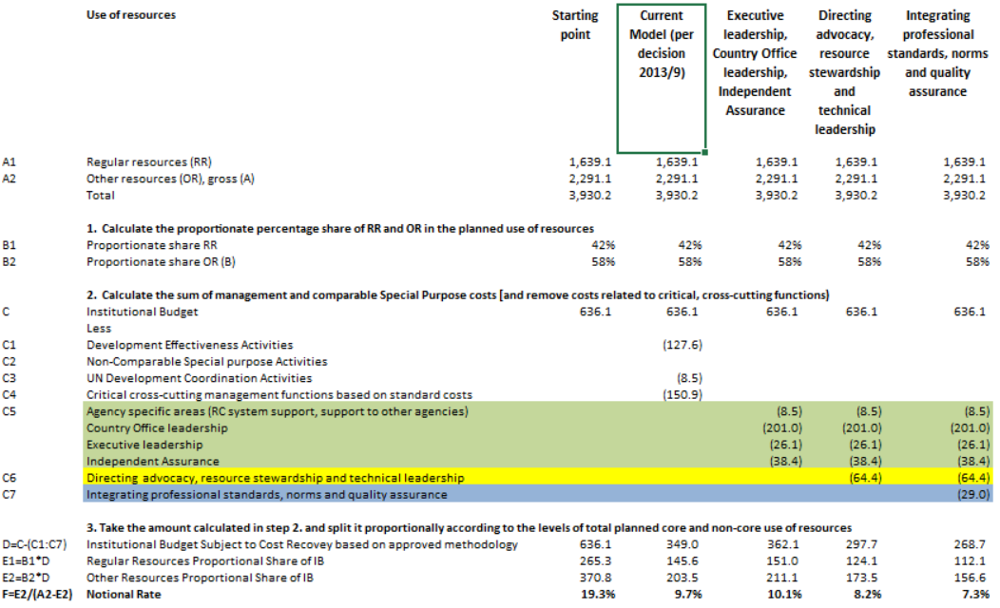 Use of resources Starting point Current Model (per decision 2013/9) Executive leadership, Country Office leadership, Independent Assurance Directing advocacy, resource stewardship and technical leadership Integrating professional standards, norms and quality assurance
A1 Regular resources (RR) 1,639.1 1,639.1 1,639.1 1,639.1 1,639.1
A2 Other resources (OR), gross (A) 2,291.1 2,291.1 2,291.1 2,291.1 2,291.1
Total 3,930.2 3,930.2 3,930.2 3,930.2 3,930.2
1. Calculate the proportionate percentage share of RR and OR in the planned use of resources
B1 Proportionate share RR 42% 42% 42% 42% 42%
B2 Proportionate share OR (B) 58% 58% 58% 58% 58%
2. Calculate the sum of management and comparable Special Purpose costs [and remove costs related to critical, cross-cutting functions)
C Institutional Budget 636.1 636.1 636.1 636.1 636.1
Less
C1 Development Effectiveness Activities (127.6)
C2 Non-Comparable Special purpose Activities
C3 UN Development Coordination Activities (8.5)
C4 Critical cross-cutting management functions based on standard costs (150.9)
C5 Agency specific areas (RC system support, support to other agencies) (8.5) (8.5) (8.5)
Country Office leadership (201.0) (201.0) (201.0)
Executive leadership (26.1) (26.1) (26.1)
Independent Assurance (38.4) (38.4) (38.4)
C6 Directing advocacy, resource stewardship and technical leadership (64.4) (64.4)
C7 Integrating professional standards, norms and quality assurance (29.0)
3. Take the amount calculated in step 2. and split it proportionally according to the levels of total planned core and non-core use of resources
D=C-(C1:C7) Institutional Budget Subject to Cost Recovey based on approved methodology 636.1 349.0 362.1 297.7 268.7
E1=B1*D Regular Resources Proportional Share of IB 265.3 145.6 151.0 124.1 112.1
E2=B2*D Other Resources Proportional Share of IB 370.8 203.5 211.1 173.5 156.6
F=E2/(A2-E2) Notional Rate 19.3% 9.7% 10.1% 8.2% 7.3%